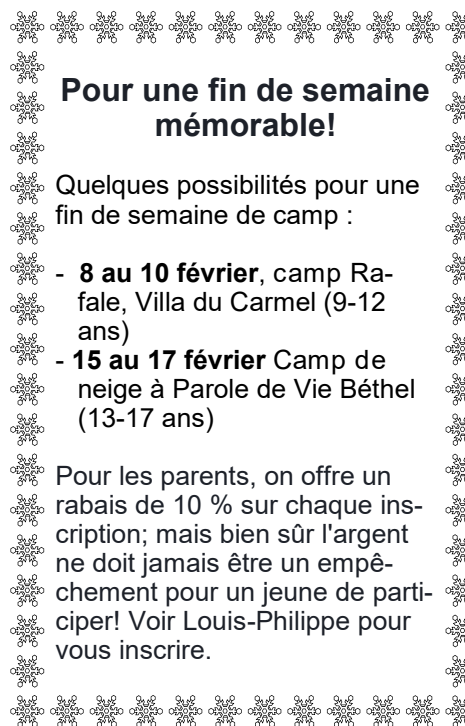 Pour une fin de semaine
mémorable!
Quelques possibilités pour une
fin de semaine de camp :
- 8 au 10 février, camp Ra-
fale, Villa du Carmel (9-12
ans)
- 15 au 17 février Camp de
neige à Parole de Vie Béthel
(13-17 ans)
Pour les parents, on offre un
rabais de 10 % sur chaque ins-
cription; mais bien sûr l'argent
ne doit jamais être un empê-
chement pour un jeune de parti-
ciper! Voir Louis-Philippe pour
vous inscrire.